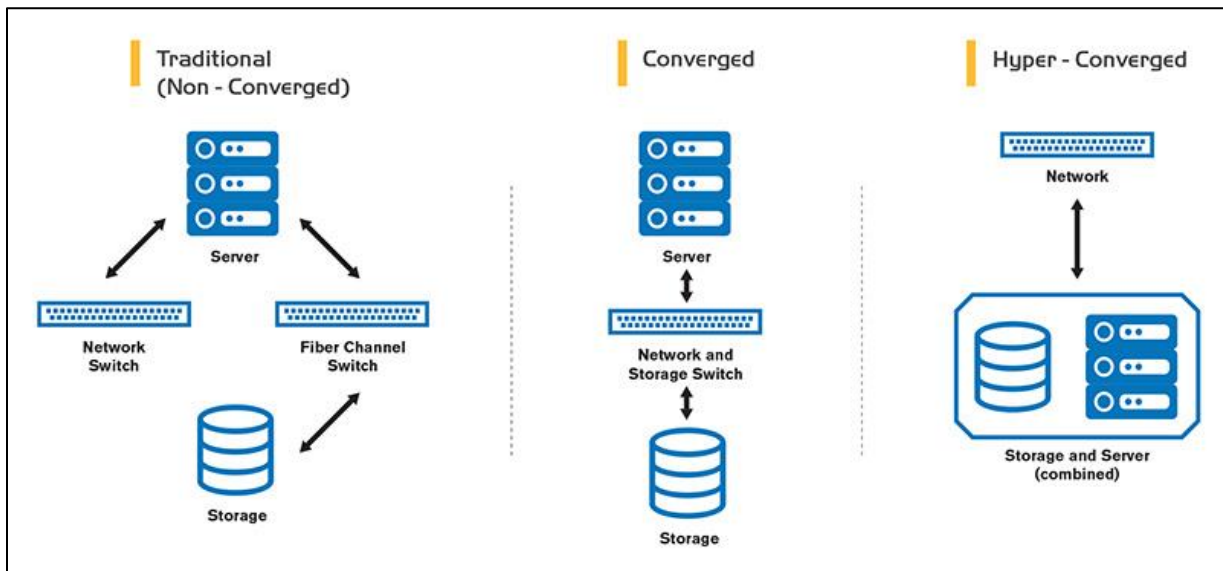 Traditional
(Non - Converged)
Server
Network
Switch
Fiber Channel
Switch
Storage
Converged
Server
Network and
Storage Switch
Storage
Hyper - Converged
Network
Storage and Server
(combined)